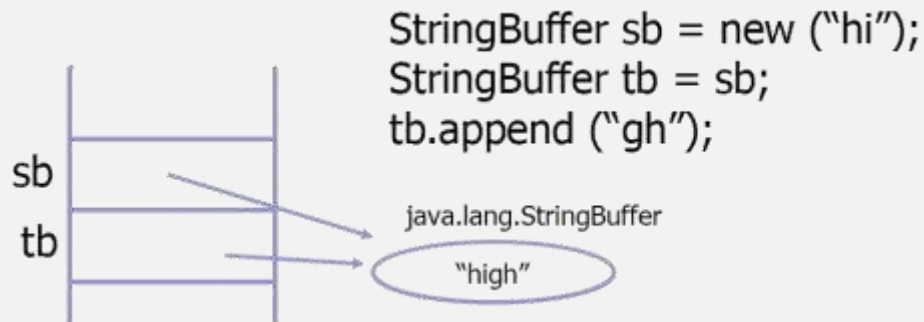 StringBuffer sb = new (“hi”);
StringBuffer tb = sb;
tb.append (“gh”);
sb
java.lang.StringBuffer
tb
“high”